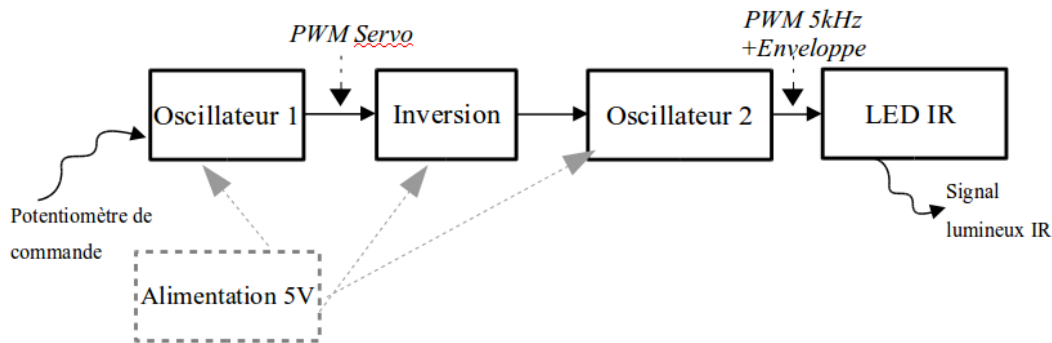 PWM Servo
PWM 5kHz
+Enveloppe
Oscillateur 1
Inversion
Oscillateur 2
LED IR
Potentiomètre de
commande
Signal
lumineux IR
Alimentation 5V